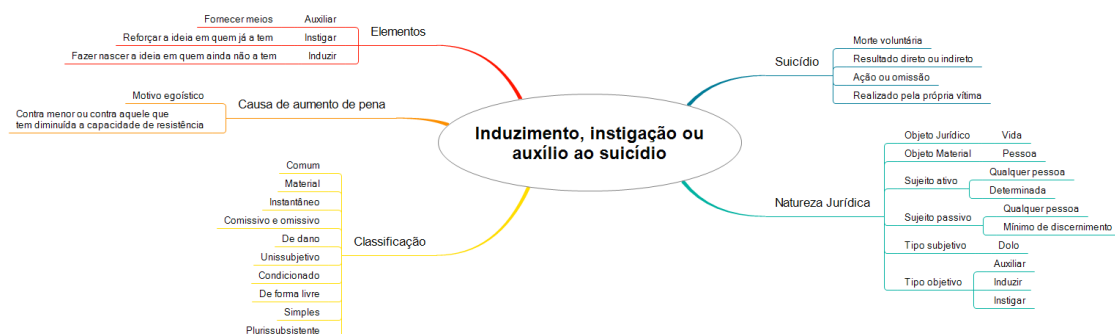 Induzimento, instigação ou
auxílio ao suicídio
Elementos
Auxiliar
Fornecer meios
Instigar
Reforçar a ideia em quem já a tem
Induzir
Fazer nascer a ideia em quem ainda não a tem
Causa de aumento de pena
Motivo egoístico
Contra menor ou contra aquele que
tem diminuída a capacidade de resistência
Classificação
Comum
Material
Instantâneo
Comissivo e omissivo
De dano
Unissubjetivo
Condicionado
De forma livre
Simples
Plurissubsistente
Suicídio
Morte voluntária
Resultado direto ou indireto
Ação ou omissão
Realizado pela própria vítima
Natureza Jurídica
Objeto Jurídico
Vida
Objeto Material
Pessoa
Sujeito ativo
Qualquer pessoa
Determinada
Sujeito passivo
Qualquer pessoa
Mínimo de discernimento
Tipo subjetivo
Dolo
Tipo objetivo
Auxiliar
Induzir
Instigar